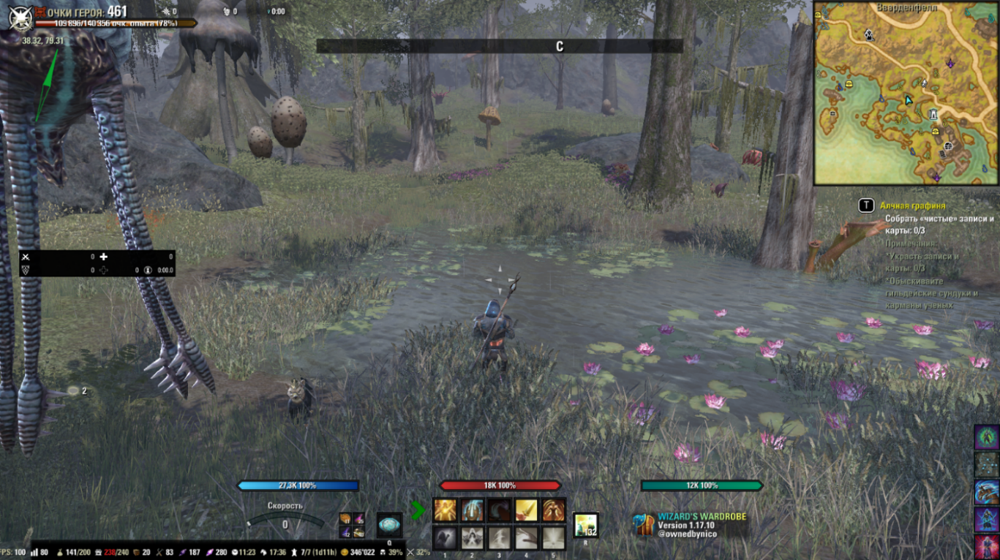 ОЧКИ ГЕРОЯ: 461
0
0
0:00
109 896/140 356 очк. опыта (78%)
38.32, 79.31
С
Вварденфелл
T
Алчная графиня
Собрать «чистые» записи и
карты: 0/3
Примечания:
*Украсть записи и
карты: 0/3
*Обыскивайте
гильдейские сундуки и
карманы ученых
0
0
0
0
0:00.0
2
27,3K 100%
18K 100%
12K 100%
Скорость
0
12
Q
132
R
WIZARD'S WARDROBE
Version 1.17.10
@ownedbynico
1 2 3 4 5
FPS: 100 80 141/200 238/240 20 83 187 280 11:23 17:36 7/7 (1d11h) 346'022 39% 32%